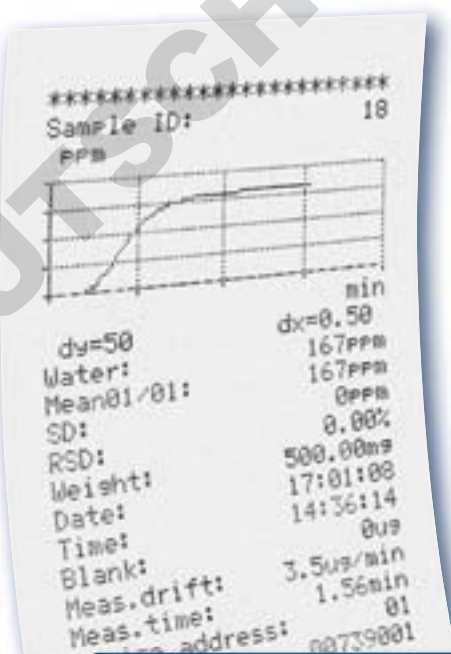 UTSCH
************************
Sample ID: 18
ppm
min
dy=50 dx=0.50
Water: 167ppm
Mean01/01: 167ppm
SD: 0ppm
RSD: 0.00%
Weight: 500.00mg
Date: 17:01:08
Time: 14:36:14
Blank: 0ug
Meas.drift: 3.5ug/min
Meas.time: 1.56min
address: 01
00739001